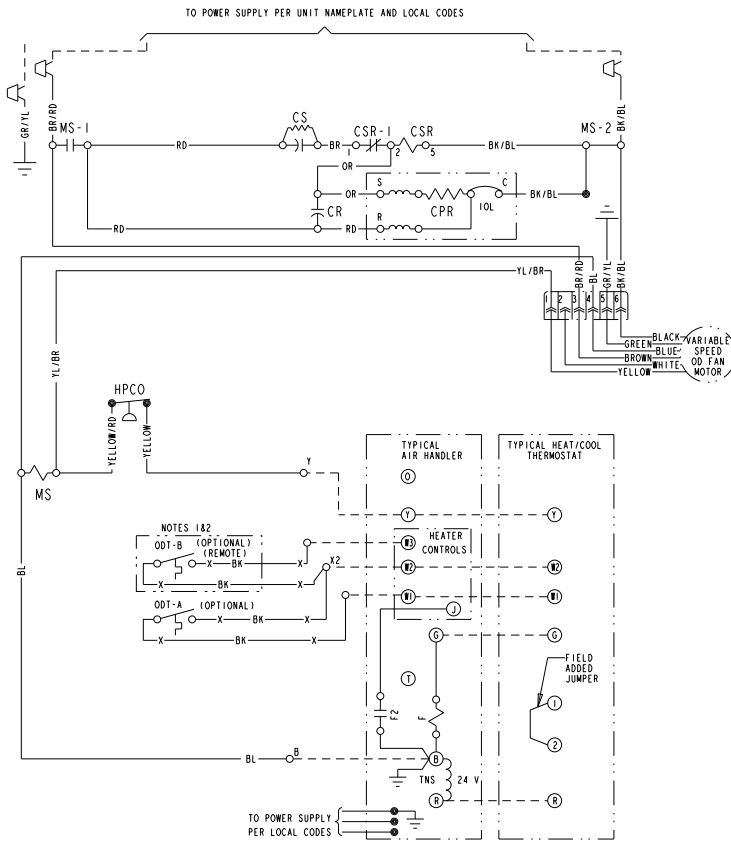 TO POWER SUPPLY PER UNIT NAMEPLATE AND LOCAL CODES
GR/YL
BR/RD
BK/BL
MS-1
CS
CSR-1
CSR
MS-2
RD
BR
1
2
5
BK/BL
OR
OR
S
C
BK/BL
CR
CPR
IOL
R
RD
RD
YL/BR
BR/RD
BL
GR/YL
BK/BL
1 2 3 4 5 6
BLACK
GREEN
BLUE
BROWN
WHITE
YELLOW
VARIABLE
SPEED
OD FAN
MOTOR
YL/BR
HPCO
YELLOW/RD
YELLOW
MS
Y
TYPICAL
AIR HANDLER
TYPICAL HEAT/COOL
THERMOSTAT
O
Y
Y
NOTES 1&2
ODT-B
(OPTIONAL)
(REMOTE)
X BK X
X BK X
X2
W3
HEATER
CONTROLS
W2
W2
W1
W1
J
ODT-A (OPTIONAL)
X BK X
X BK X
BL
G
G
T
FIELD
ADDED
JUMPER
1
2
F2
F
BL
B
B
TNS
24 V
R
R
TO POWER SUPPLY
PER LOCAL CODES